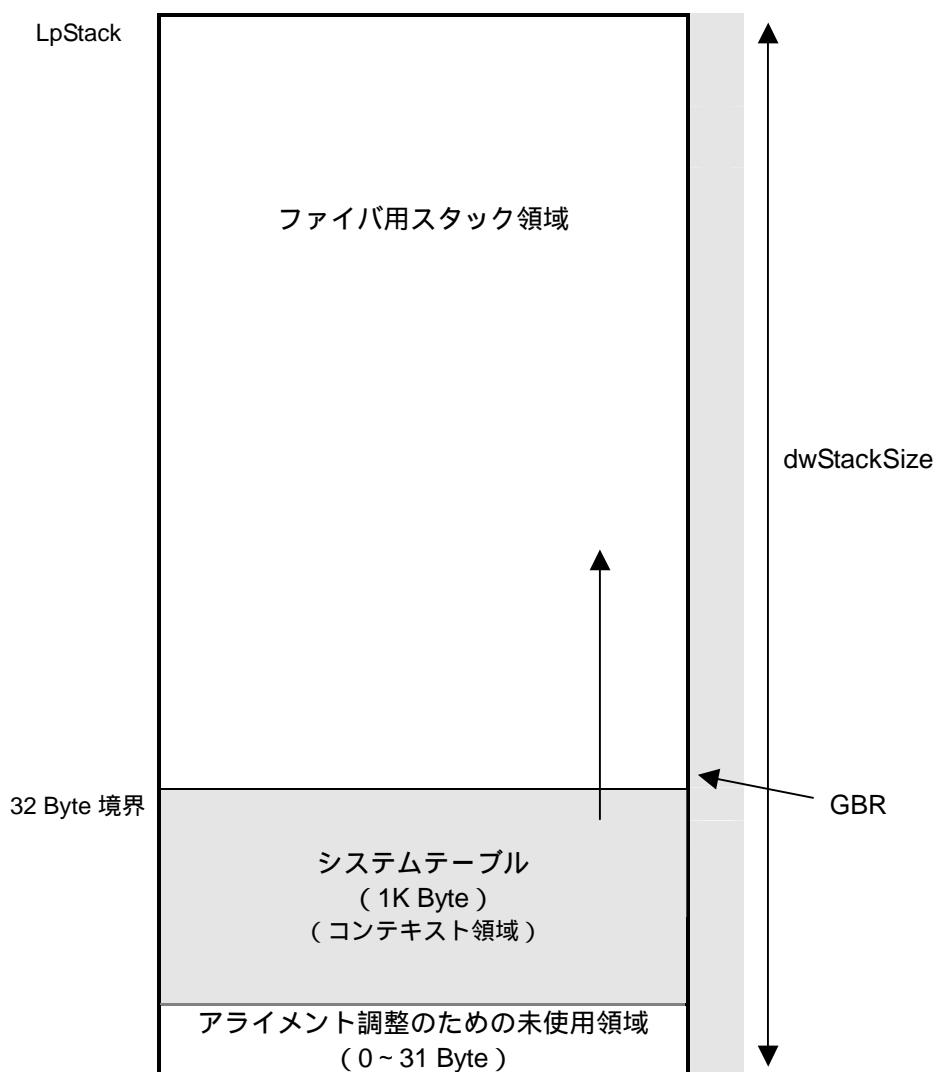 LpStack
ファイバ用スタック領域
dwStackSize
32 Byte 境界
GBR
システムテーブル
（1K Byte）
（コンテキスト領域）
アライメント調整のための未使用領域
（0～31 Byte）